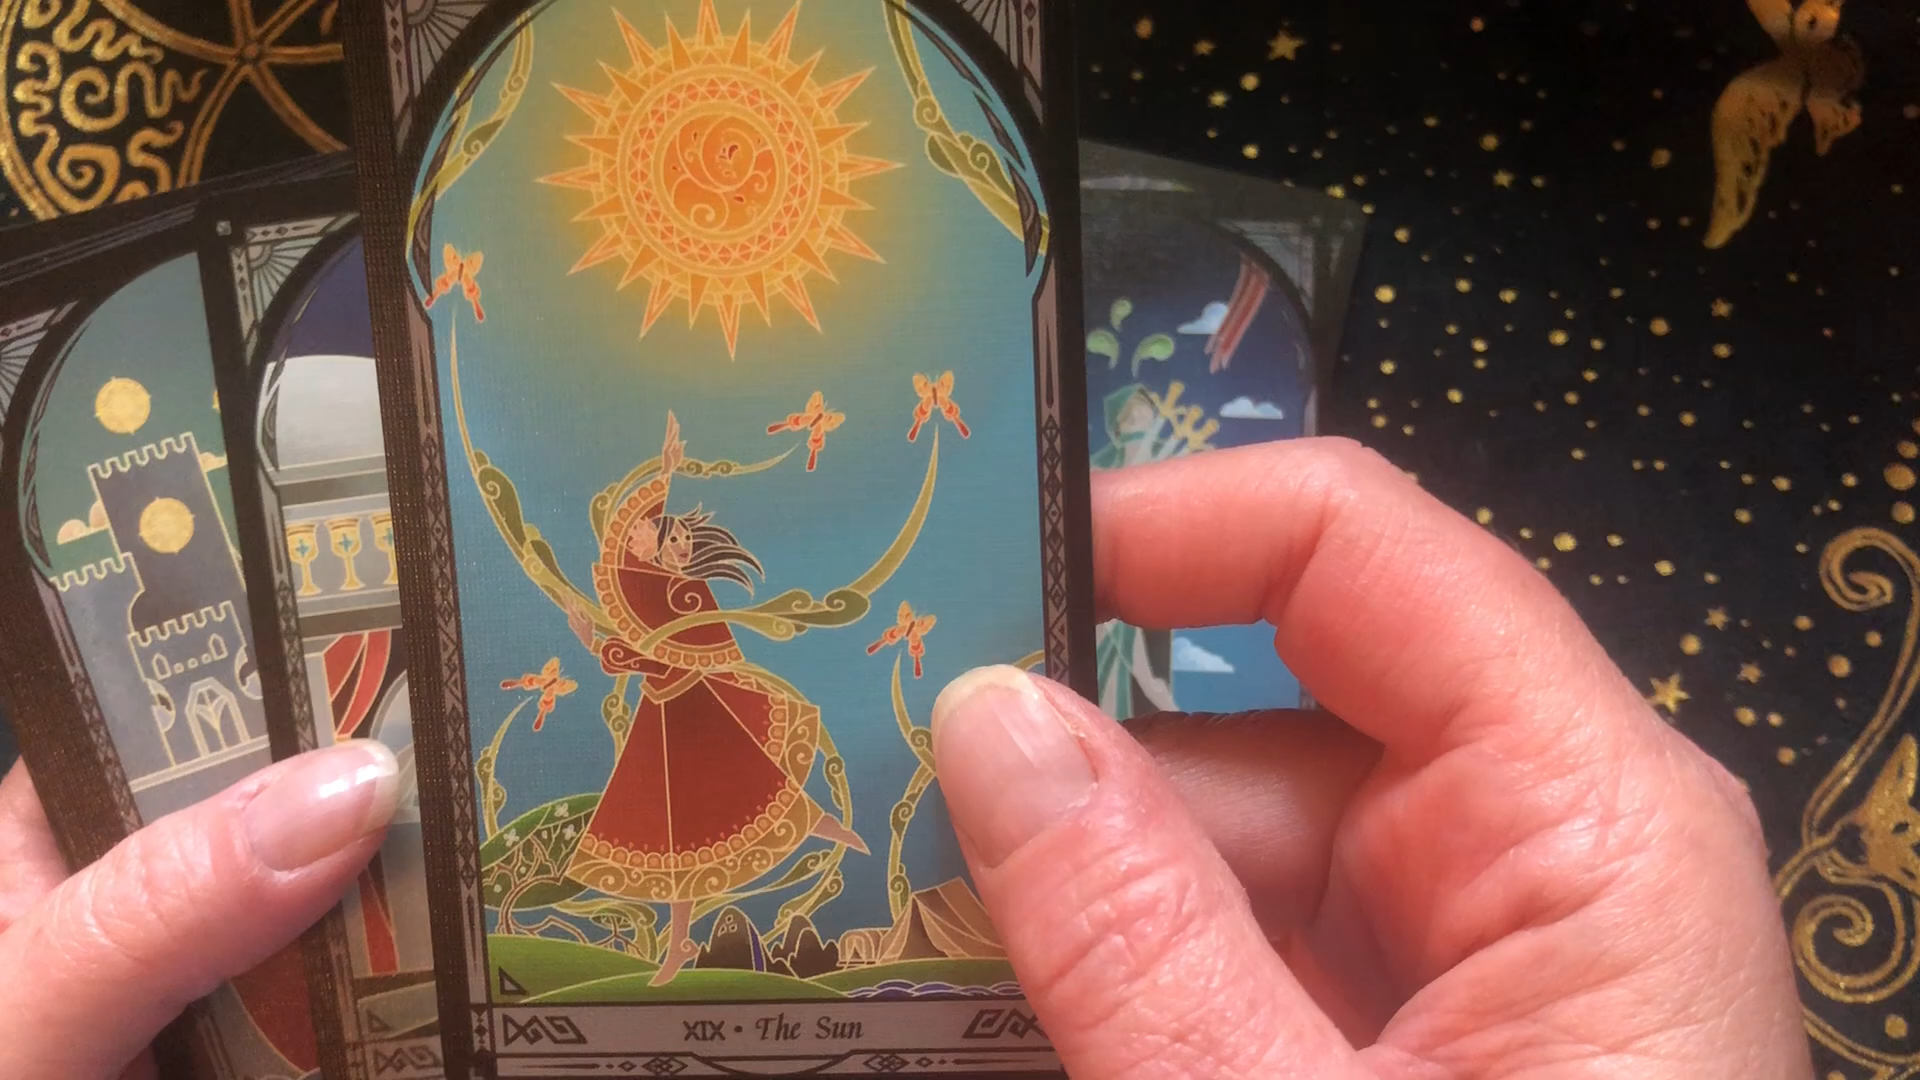 XIX • The Sun